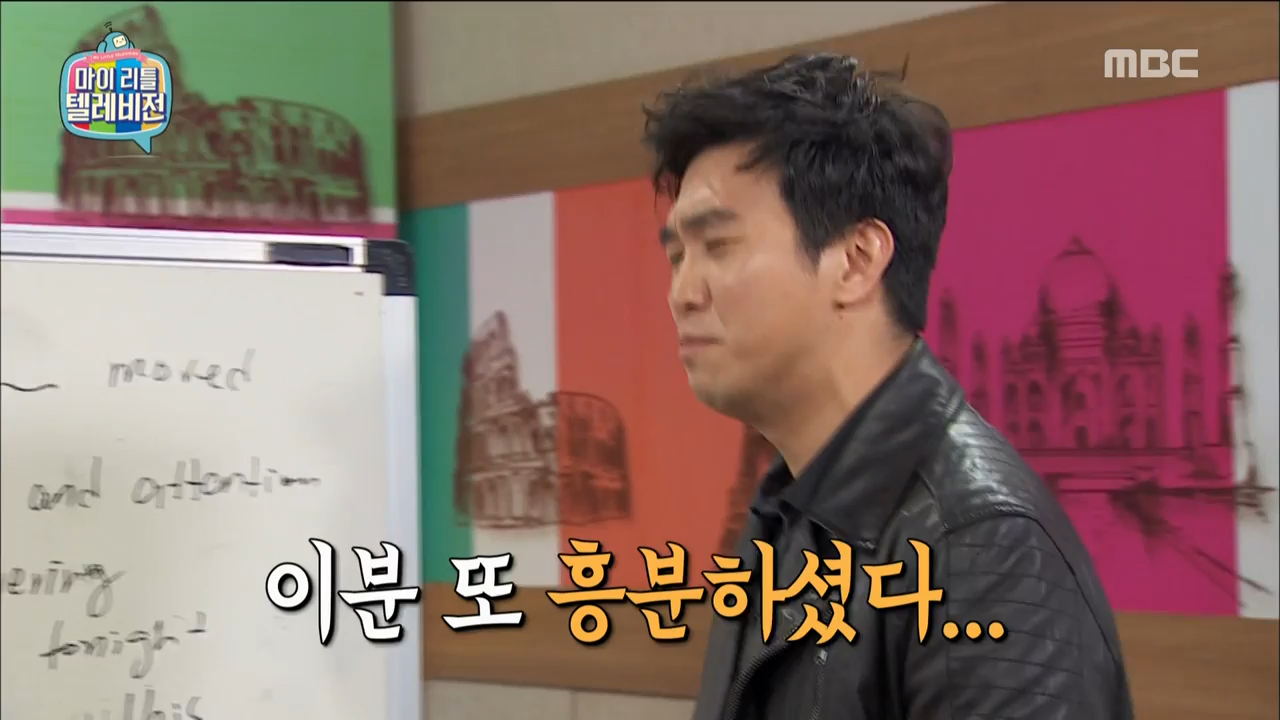 마이 리틀
텔레비전
MBC
moved
and attention
tonight
이분 또 흥분하셨다...